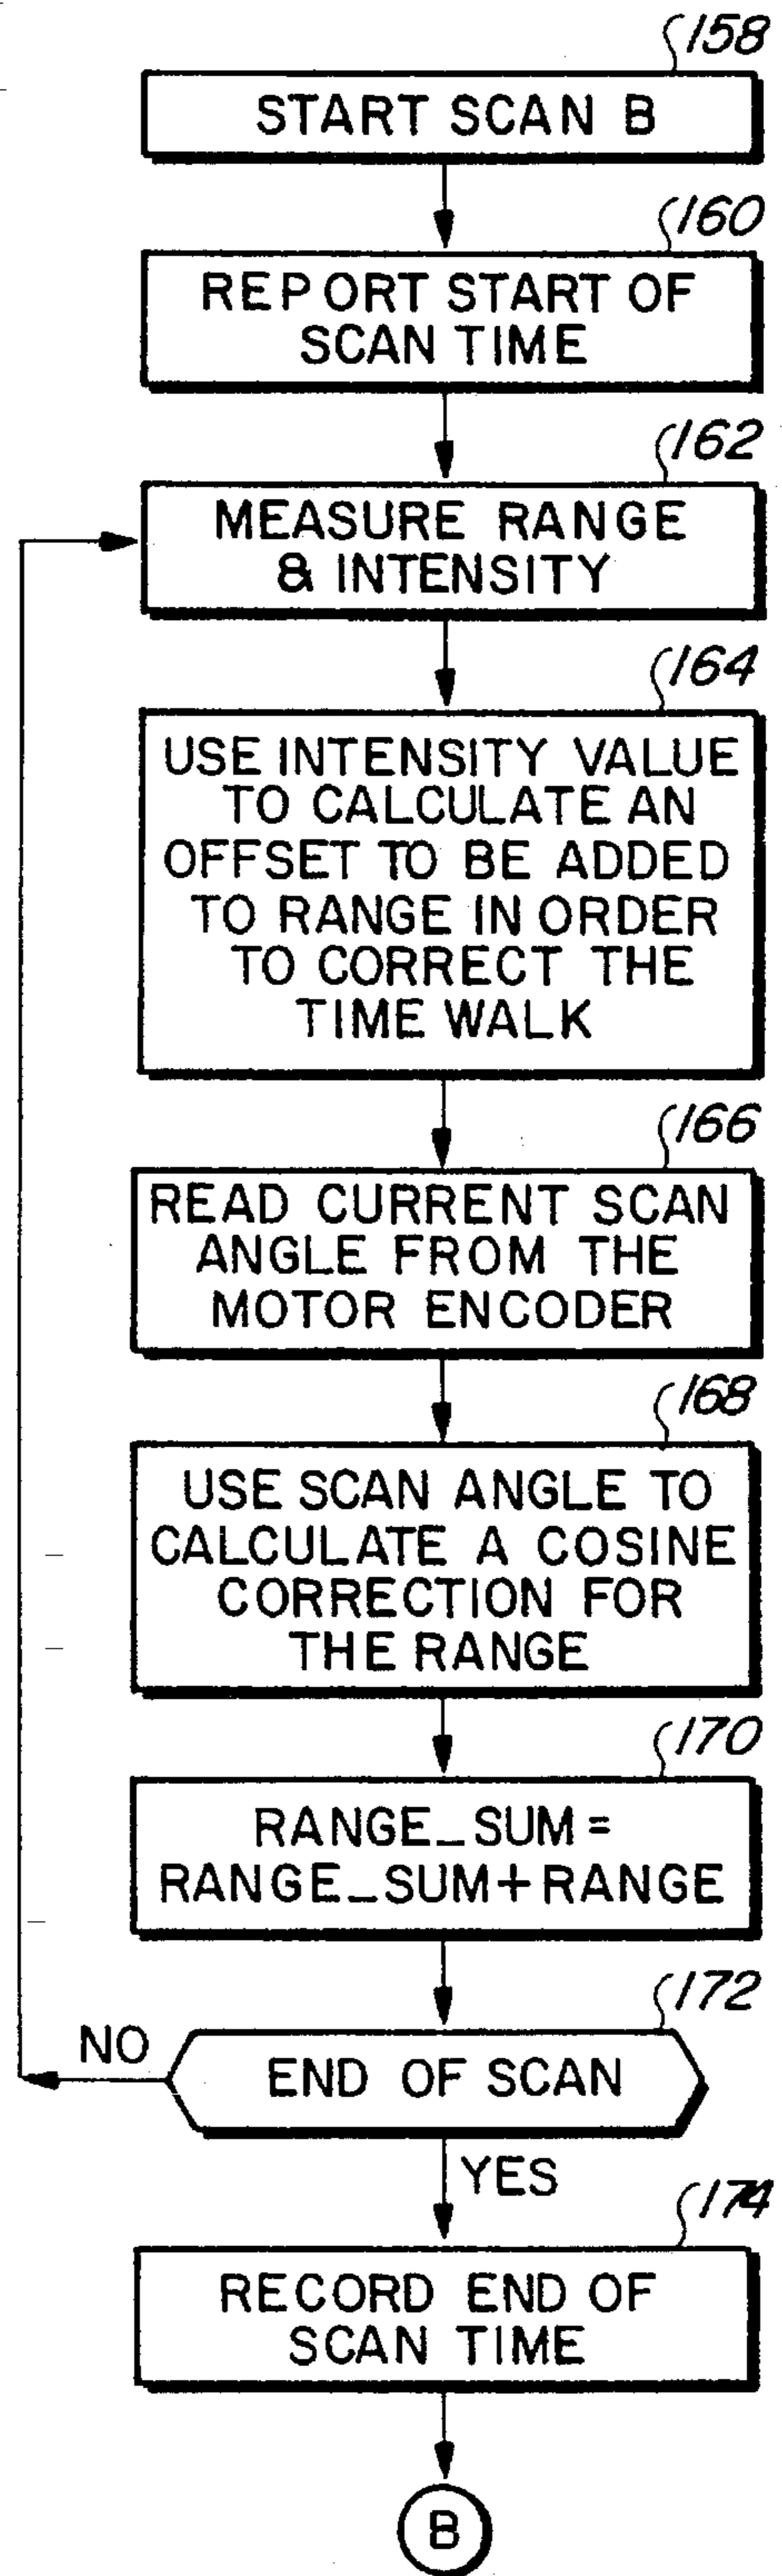 158
START SCAN B
160
REPORT START OF
SCAN TIME
162
MEASURE RANGE
& INTENSITY
164
USE INTENSITY VALUE
TO CALCULATE AN
OFFSET TO BE ADDED
TO RANGE IN ORDER
TO CORRECT THE
TIME WALK
166
READ CURRENT SCAN
ANGLE FROM THE
MOTOR ENCODER
168
USE SCAN ANGLE TO
CALCULATE A COSINE
CORRECTION FOR
THE RANGE
170
RANGE_SUM=
RANGE_SUM+RANGE
172
NO
END OF SCAN
YES
174
RECORD END OF
SCAN TIME
B